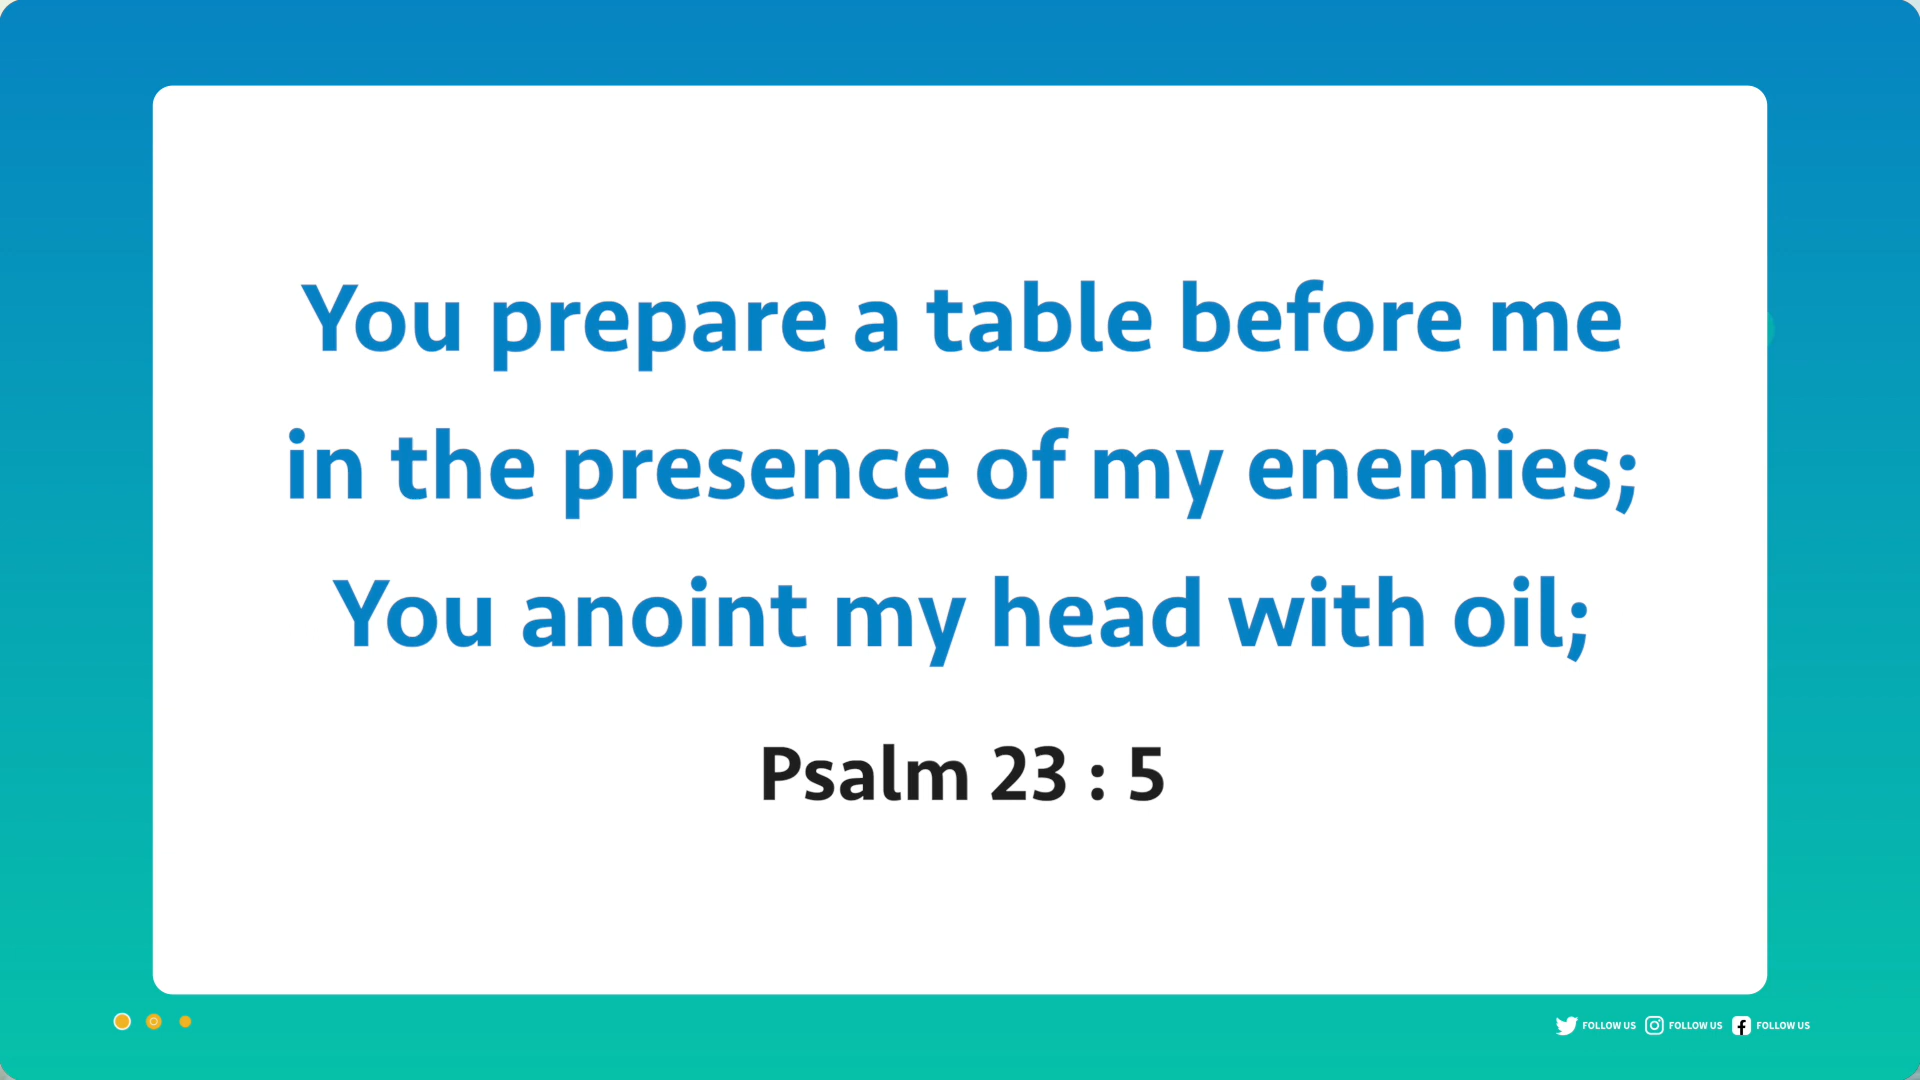 You prepare a table before me
in the presence of my enemies;
You anoint my head with oil;
Psalm 23 : 5
FOLLOW US FOLLOW US FOLLOW US